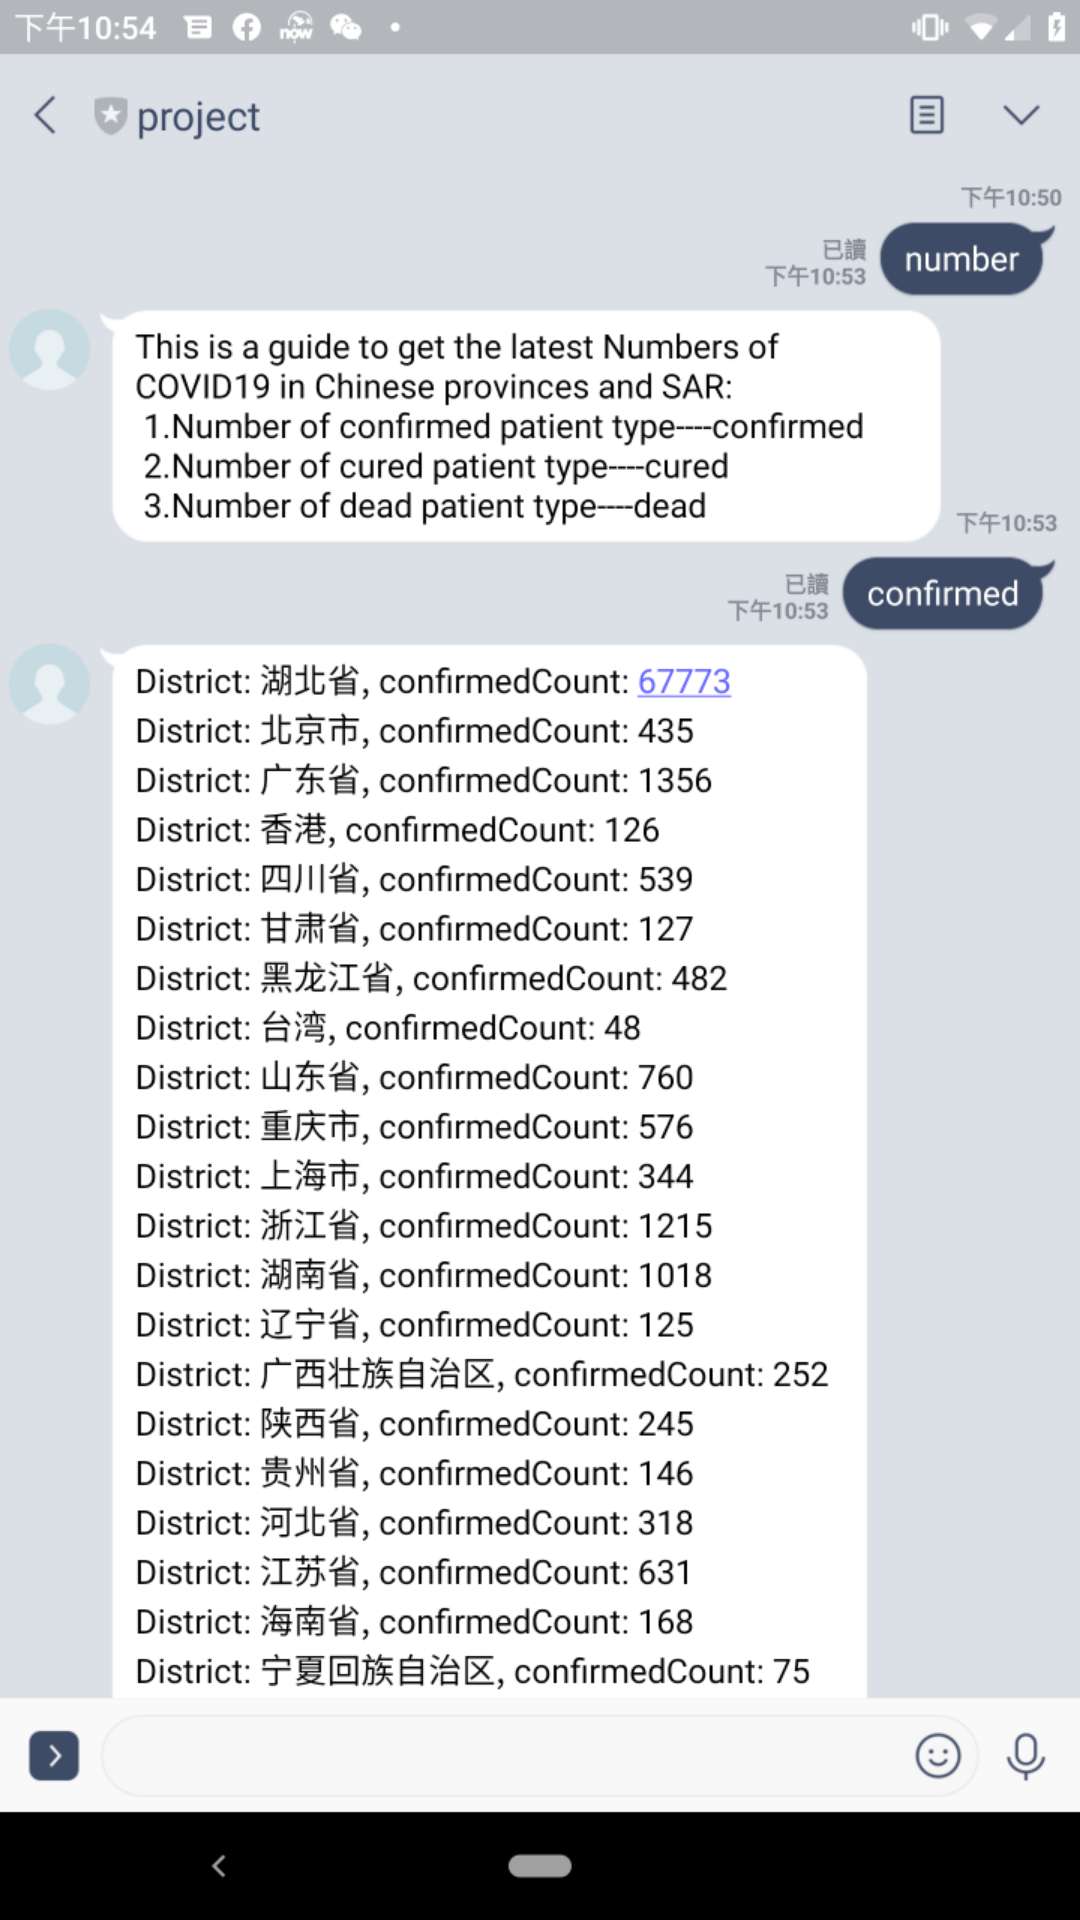 下午10:54
now
project
下午10:50
number
已讀
下午10:53
This is a guide to get the latest Numbers of
COVID19 in Chinese provinces and SAR:
1.Number of confirmed patient type----confirmed
2.Number of cured patient type----cured
3.Number of dead patient type----dead
下午10:53
confirmed
已讀
下午10:53
District: 湖北省, confirmedCount: 67773
District: 北京市, confirmedCount: 435
District: 广东省, confirmedCount: 1356
District: 香港, confirmedCount: 126
District: 四川省, confirmedCount: 539
District: 甘肃省, confirmedCount: 127
District: 黑龙江省, confirmedCount: 482
District: 台湾, confirmedCount: 48
District: 山东省, confirmedCount: 760
District: 重庆市, confirmedCount: 576
District: 上海市, confirmedCount: 344
District: 浙江省, confirmedCount: 1215
District: 湖南省, confirmedCount: 1018
District: 辽宁省, confirmedCount: 125
District: 广西壮族自治区, confirmedCount: 252
District: 陕西省, confirmedCount: 245
District: 贵州省, confirmedCount: 146
District: 河北省, confirmedCount: 318
District: 江苏省, confirmedCount: 631
District: 海南省, confirmedCount: 168
District: 宁夏回族自治区, confirmedCount: 75